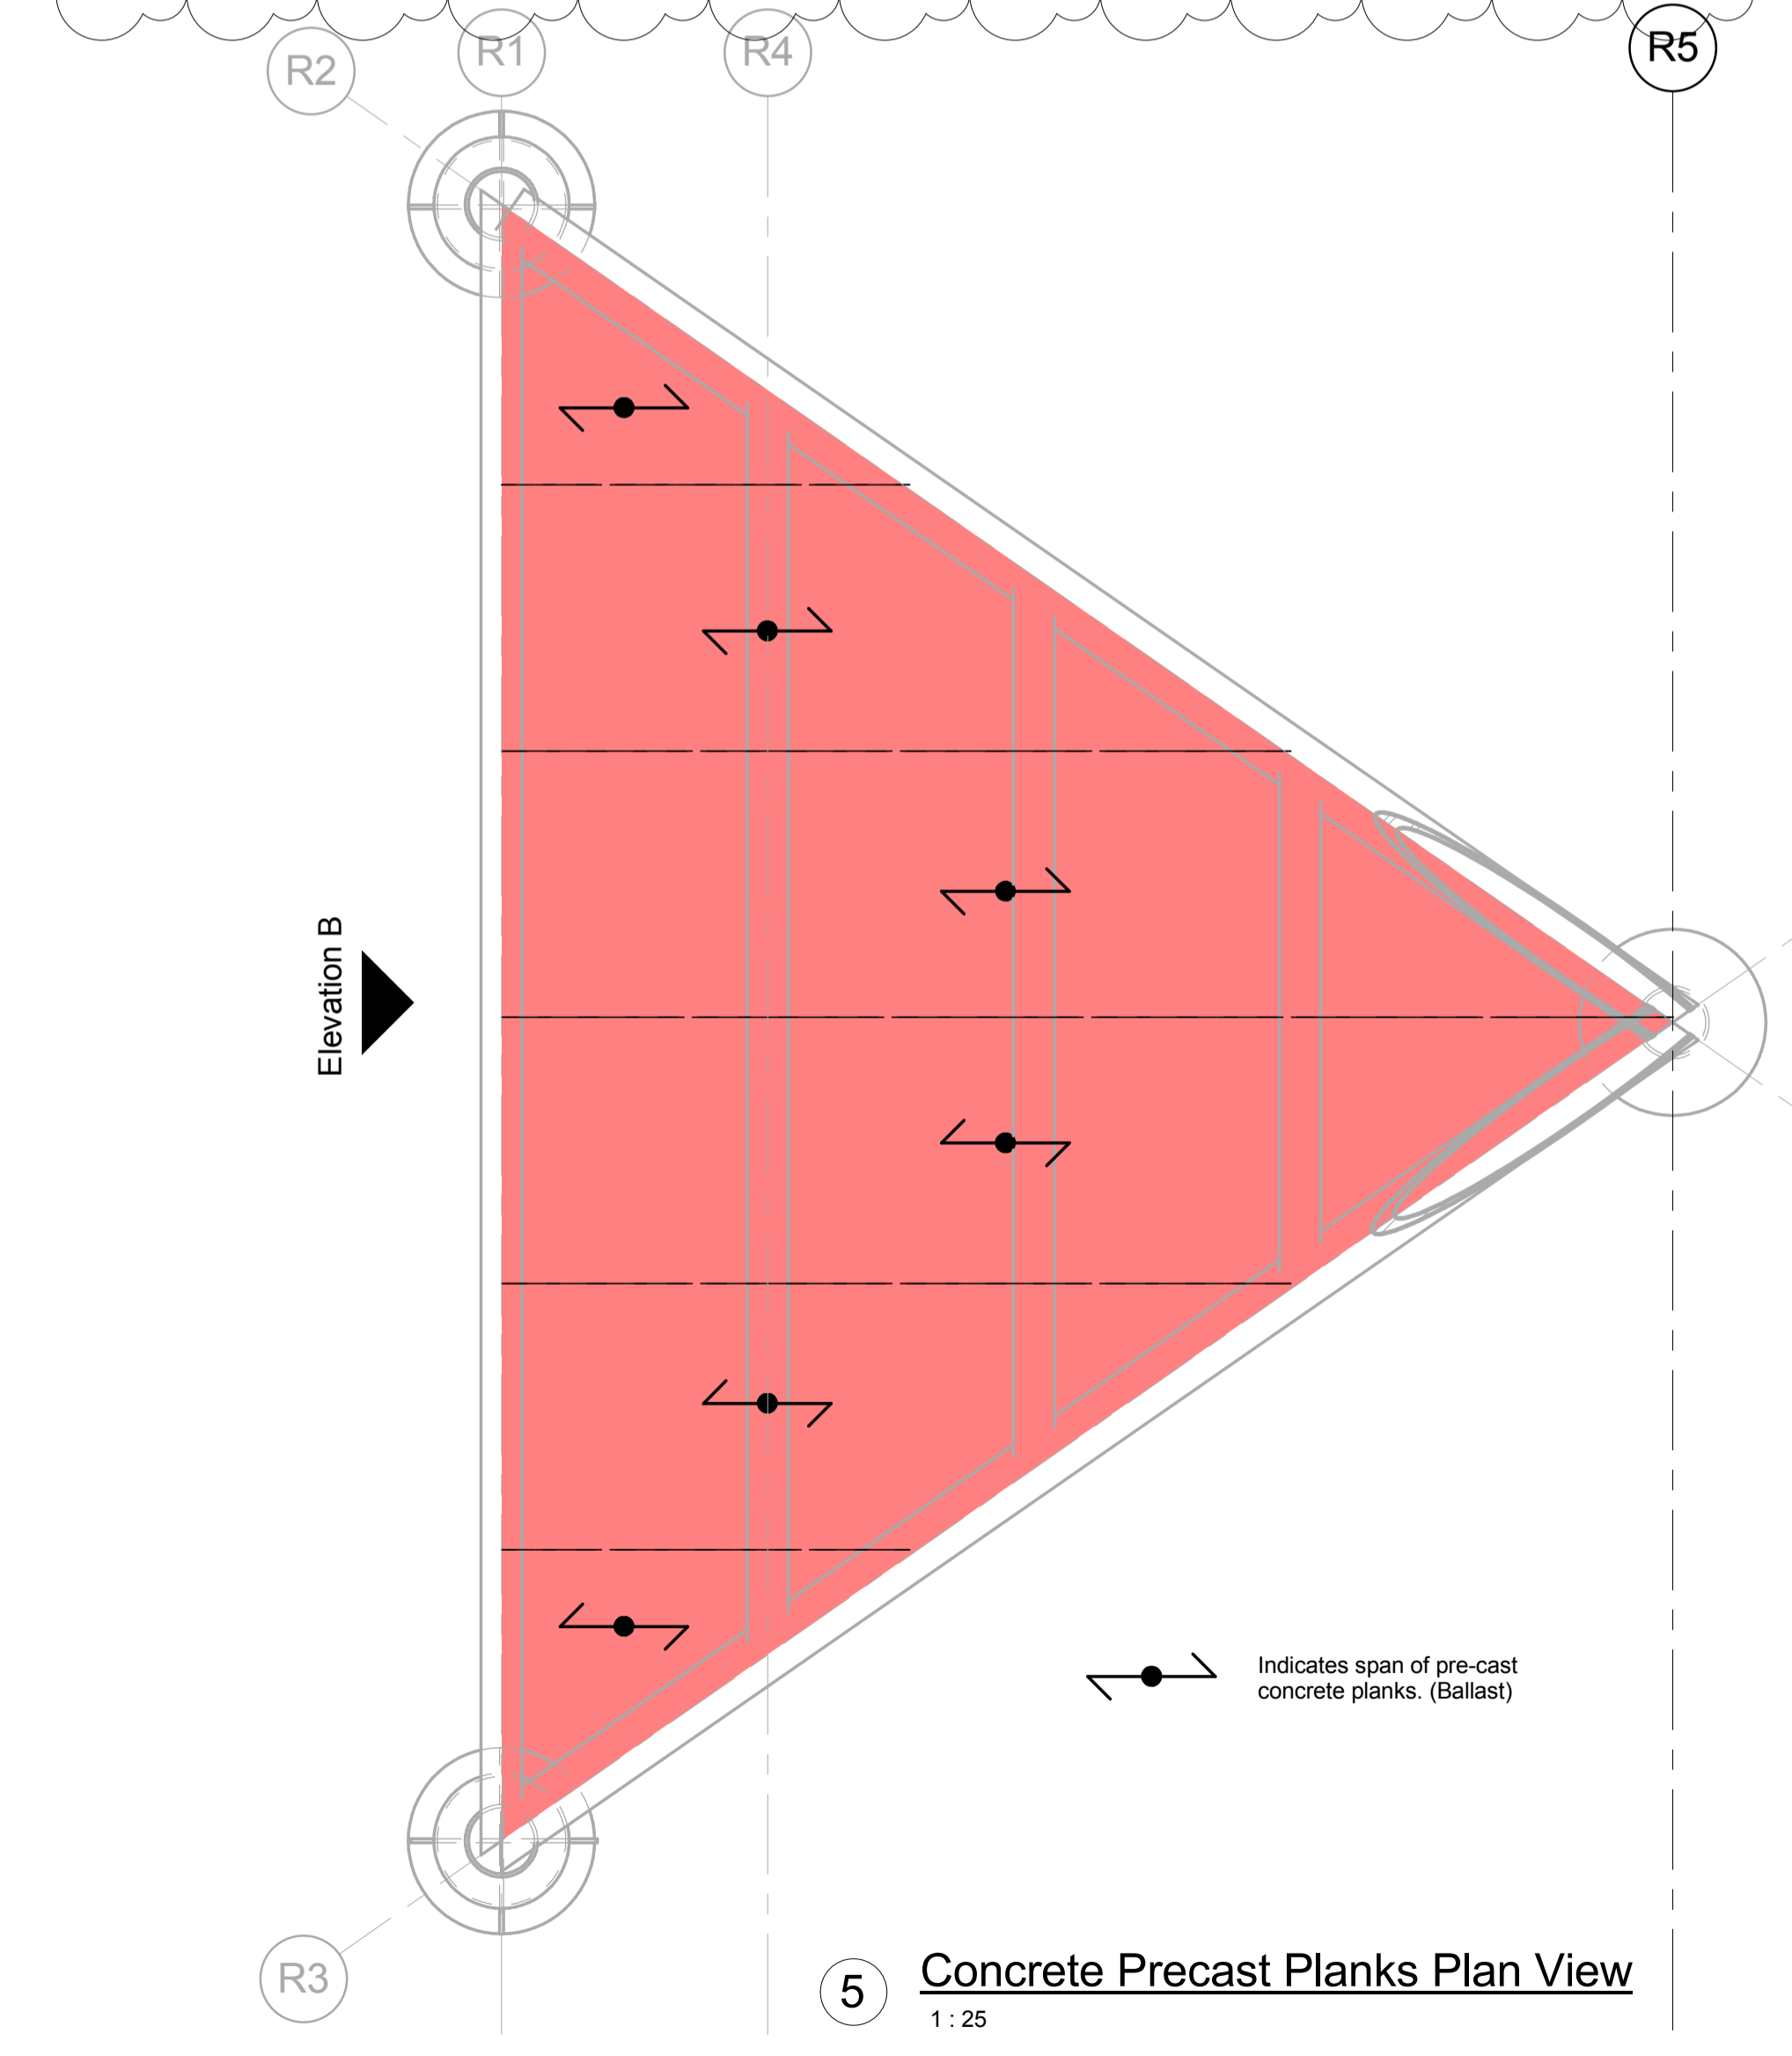 R2
R1
R4
R5
Elevation B
Indicates span of pre-cast
concrete planks. (Ballast)
R3
5
Concrete Precast Planks Plan View
1 : 25